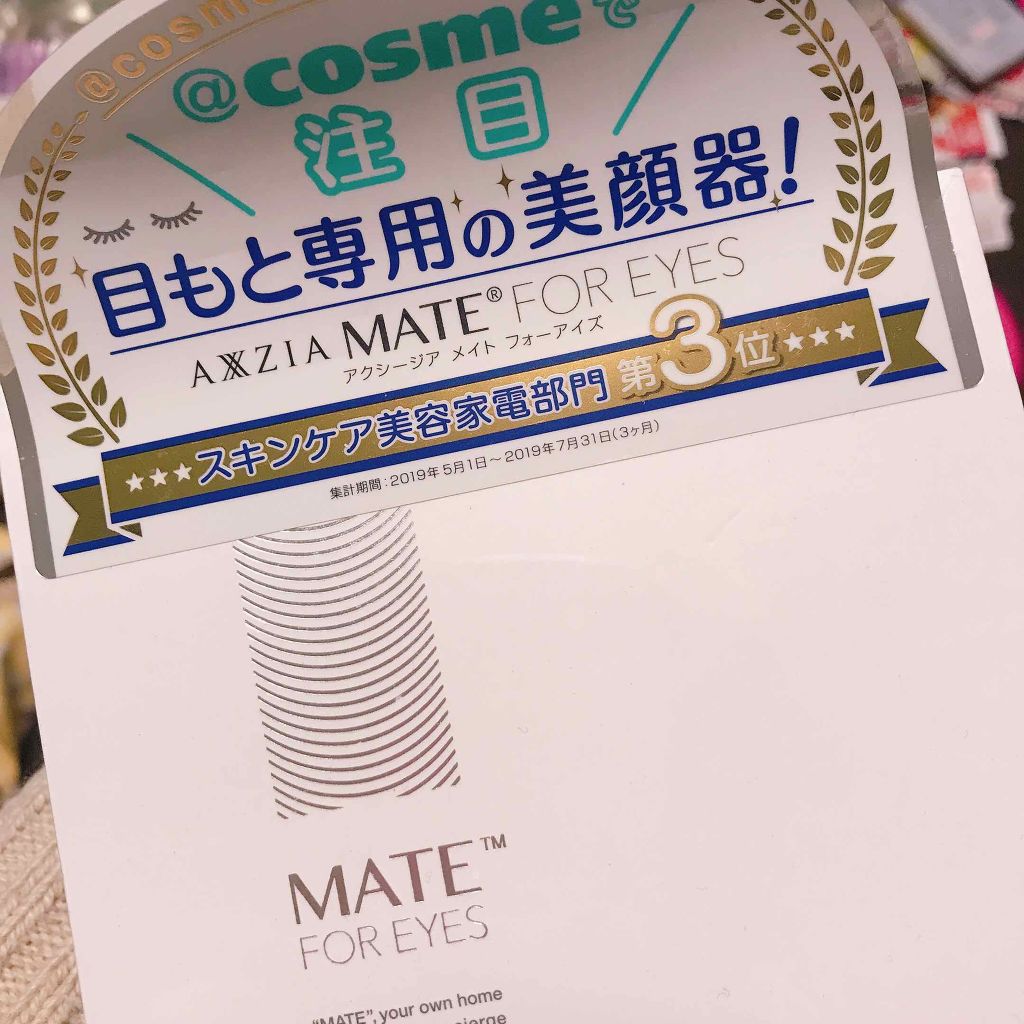 @cosme
@cosmeで
注目
目もと専用の美顔器!
AXXZIA MATE® FOR EYES
アクシージア メイト フォーアイズ
★★★スキンケア美容家電部門 第3位★★★
集計期間:2019年5月1日〜2019年7月31日(3ヶ月)
MATE™
FOR EYES
"MATE", your own home